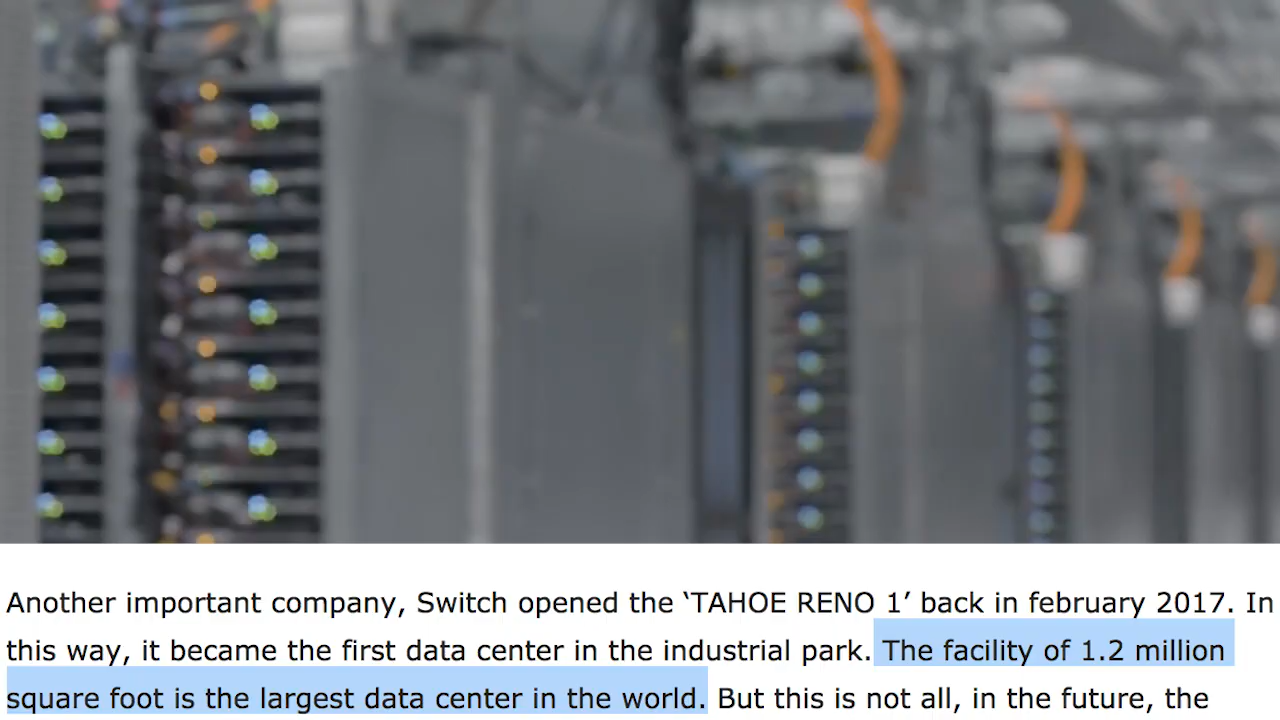 Another important company, Switch opened the ‘TAHOE RENO 1’ back in february 2017. In
this way, it became the first data center in the industrial park. The facility of 1.2 million
square foot is the largest data center in the world. But this is not all, in the future, the